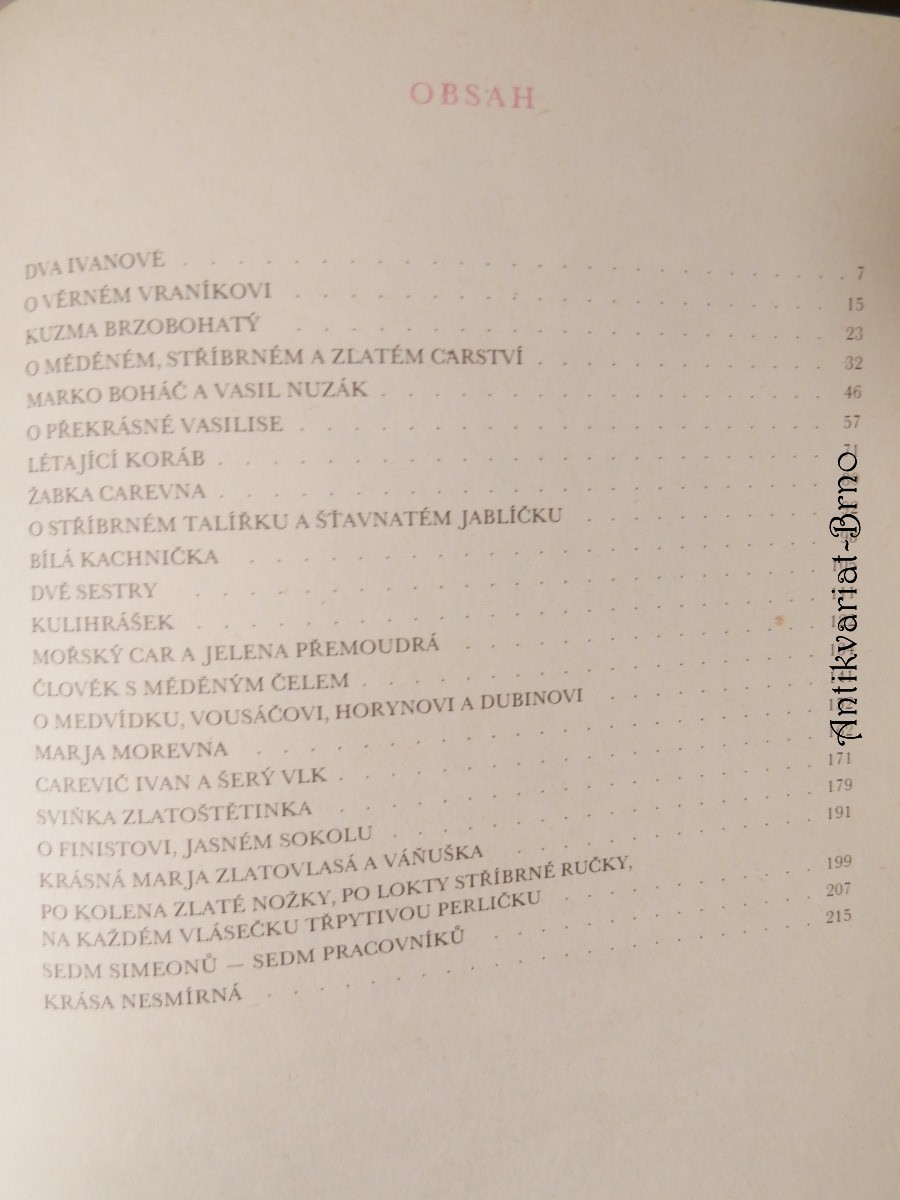 OBSAH
DVA IVANOVÉ 7
O VĚRNÉM VRANÍKOVI 15
KUZMA BRZOBOHATÝ 23
O MĚDĚNÉM, STŘÍBRNÉM A ZLATÉM CARSTVÍ 32
MARKO BOHÁČ A VASIL NUZÁK 46
O PŘEKRÁSNÉ VASILISE 57
LÉTAJÍCÍ KORÁB 71
ŽABKA CAREVNA
O STŘÍBRNÉM TALÍŘKU A ŠŤAVNATÉM JABLÍČKU
BÍLÁ KACHNIČKA
DVĚ SESTRY
KULIHRÁŠEK
MOŘSKÝ CAR A JELENA PŘEMOUDRÁ
ČLOVĚK S MĚDĚNÝM ČELEM
O MEDVÍDKU, VOUSÁČOVI, HORYNOVI A DUBINOVI
MARJA MOREVNA
CAREVIČ IVAN A ŠERÝ VLK 171
SVIŇKA ZLATOŠTĚTINKA 179
O FINISTOVI, JASNÉM SOKOLU 191
KRÁSNÁ MARJA ZLATOVLASÁ A VÁŇUŠKA
PO KOLENA ZLATÉ NOŽKY, PO LOKTY STŘÍBRNÉ RUČKY,
NA KAŽDÉM VLÁSEČKU TŘPYTIVOU PERLIČKU 199
SEDM SIMEONŮ — SEDM PRACOVNÍKŮ 207
KRÁSA NESMÍRNÁ 215
Antikvariat-Brno